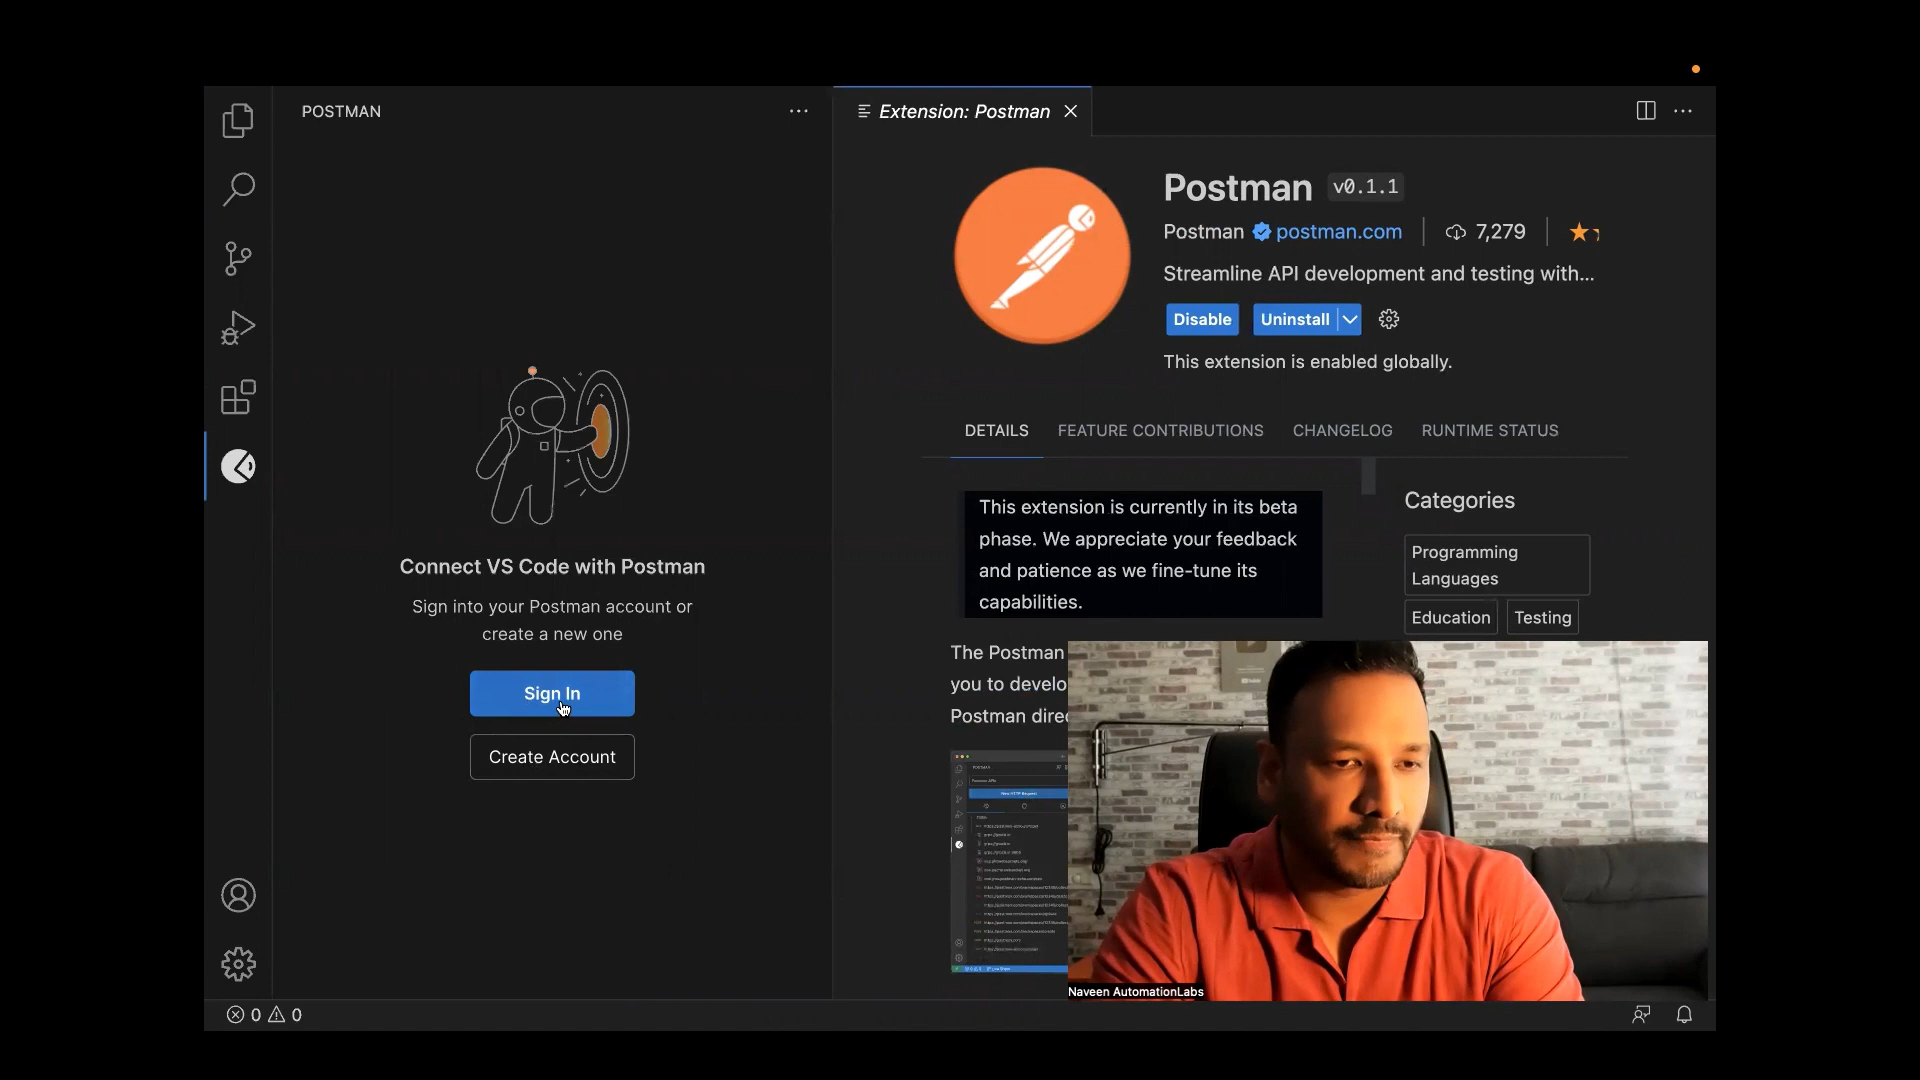 POSTMAN
Extension: Postman
Postman v0.1.1
Postman postman.com 7,279
Streamline API development and testing with...
Disable Uninstall
This extension is enabled globally.
DETAILS FEATURE CONTRIBUTIONS CHANGELOG RUNTIME STATUS
This extension is currently in its beta
phase. We appreciate your feedback
and patience as we fine-tune its
capabilities.
Categories
Programming
Languages
Education Testing
The Postman
you to develo
Postman dire
Connect VS Code with Postman
Sign into your Postman account or
create a new one
Sign In
Create Account
New HTTP Request
Naveen AutomationLabs
0 0